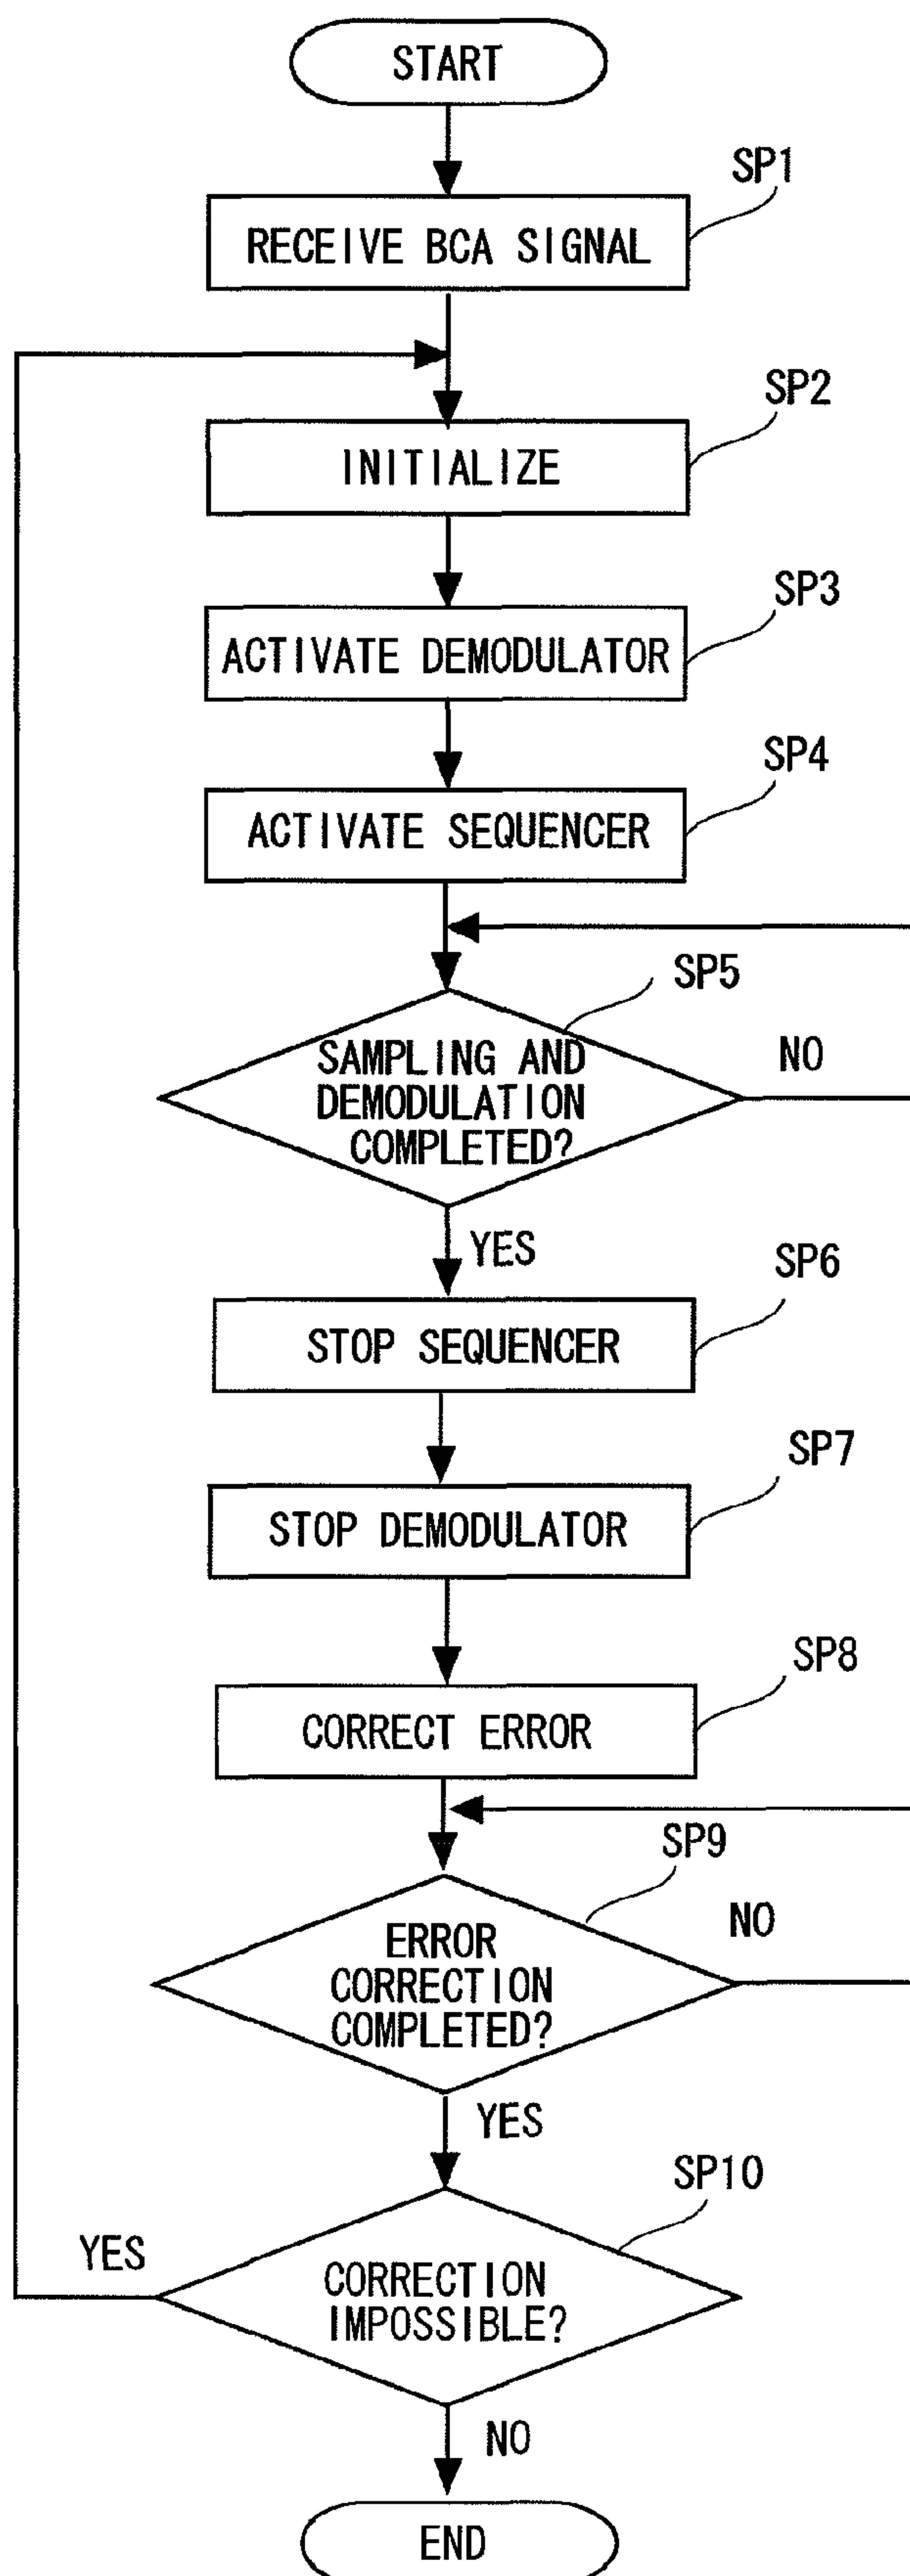 START
SP1
RECEIVE BCA SIGNAL
SP2
INITIALIZE
SP3
ACTIVATE DEMODULATOR
SP4
ACTIVATE SEQUENCER
SP5
SAMPLING AND
DEMODULATION
COMPLETED?
NO
YES
SP6
STOP SEQUENCER
SP7
STOP DEMODULATOR
SP8
CORRECT ERROR
SP9
ERROR
CORRECTION
COMPLETED?
NO
YES
SP10
YES
CORRECTION
IMPOSSIBLE?
NO
END